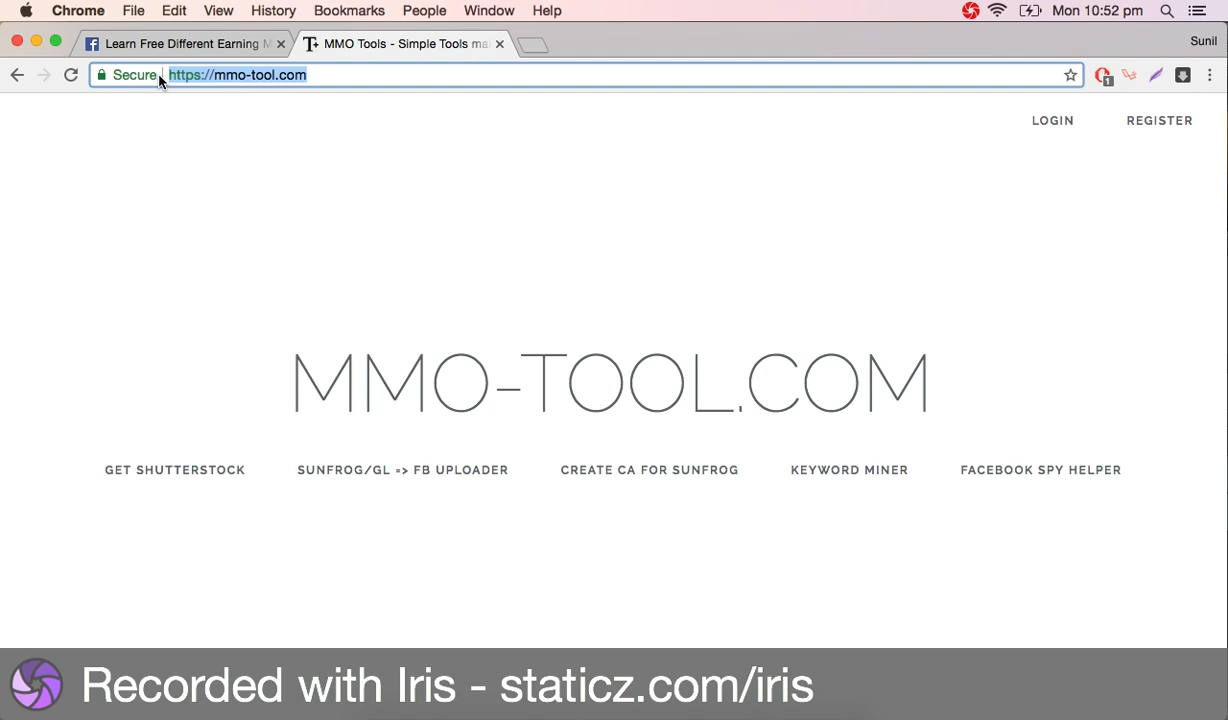 Chrome File Edit View History Bookmarks People Window Help Mon 10:52 pm
Learn Free Different Earning M MMO Tools - Simple Tools ma Sunil
Secure https://mmo-tool.com 1
LOGIN REGISTER
MMO-TOOL.COM
GET SHUTTERSTOCK SUNFROG/GL => FB UPLOADER CREATE CA FOR SUNFROG KEYWORD MINER FACEBOOK SPY HELPER
Recorded with Iris - staticz.com/iris